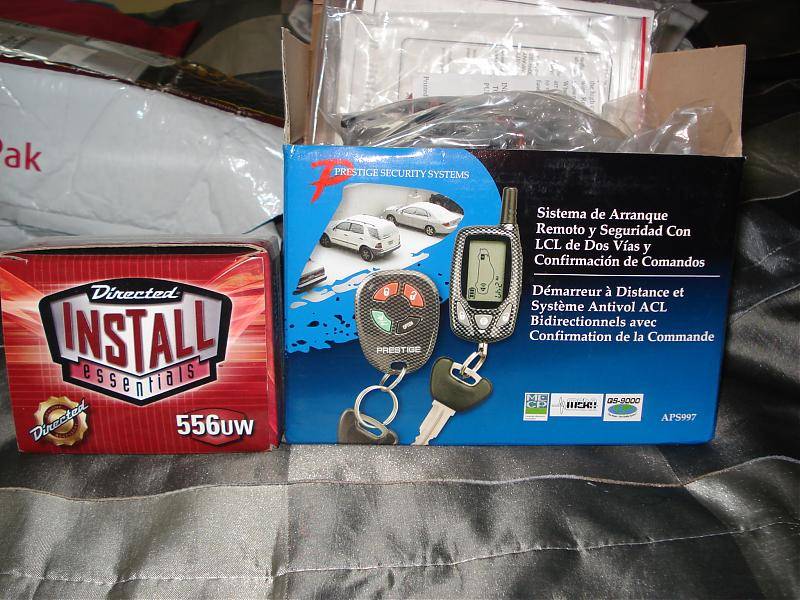 Pak
PRESTIGE SECURITY SYSTEMS
Sistema de Arranque
Remoto y Seguridad Con
LCL de Dos Vías y
Confirmación de Comandos
Démarreur à Distance et
Système Antivol ACL
Bidirectionnels avec
Confirmation de la Commande
PRESTIGE
QS-9000
APS997
Directed
INSTALL
essentials
Directed
556UW